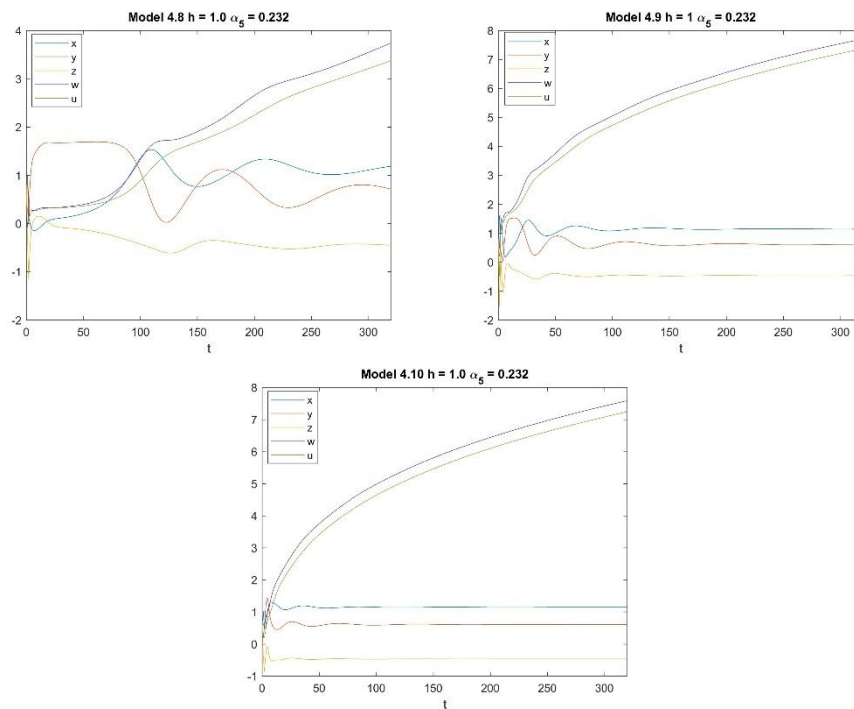 Model 4.8 h = 1.0 α₅ = 0.232
x
y
z
w
u
4
3
2
1
0
-1
-2
0 50 100 150 200 250 300
t
Model 4.9 h = 1 α₅ = 0.232
x
y
z
w
u
8
7
6
5
4
3
2
1
0
-1
-2
0 50 100 150 200 250 300
t
Model 4.10 h = 1.0 α₅ = 0.232
x
y
z
w
u
8
7
6
5
4
3
2
1
0
-1
0 50 100 150 200 250 300
t